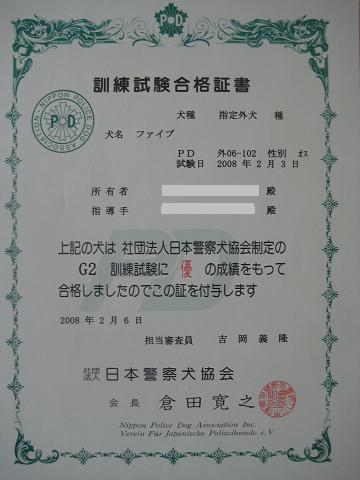 PD
訓練試験合格証書
NIPPON POLICE DOG ASSOCIATION
PD
犬種 指定外犬 種
犬名 ファイブ
PD 外06-102 性別 ｵｽ
試験日 2008 年 2 月 3 日
所有者 殿
指導手 殿
上記の犬は 社団法人日本警察犬協会制定の
G2 訓練試験に 優 の成績をもって
合格しましたのでこの証を付与します
2008 年 2 月 6 日
担当審査員 吉岡義隆
社団法人 日本警察犬協会
会長 倉田寛之
Nippon Police Dog Association Inc.
Verein Für Japanische Polizeihunde e.V.